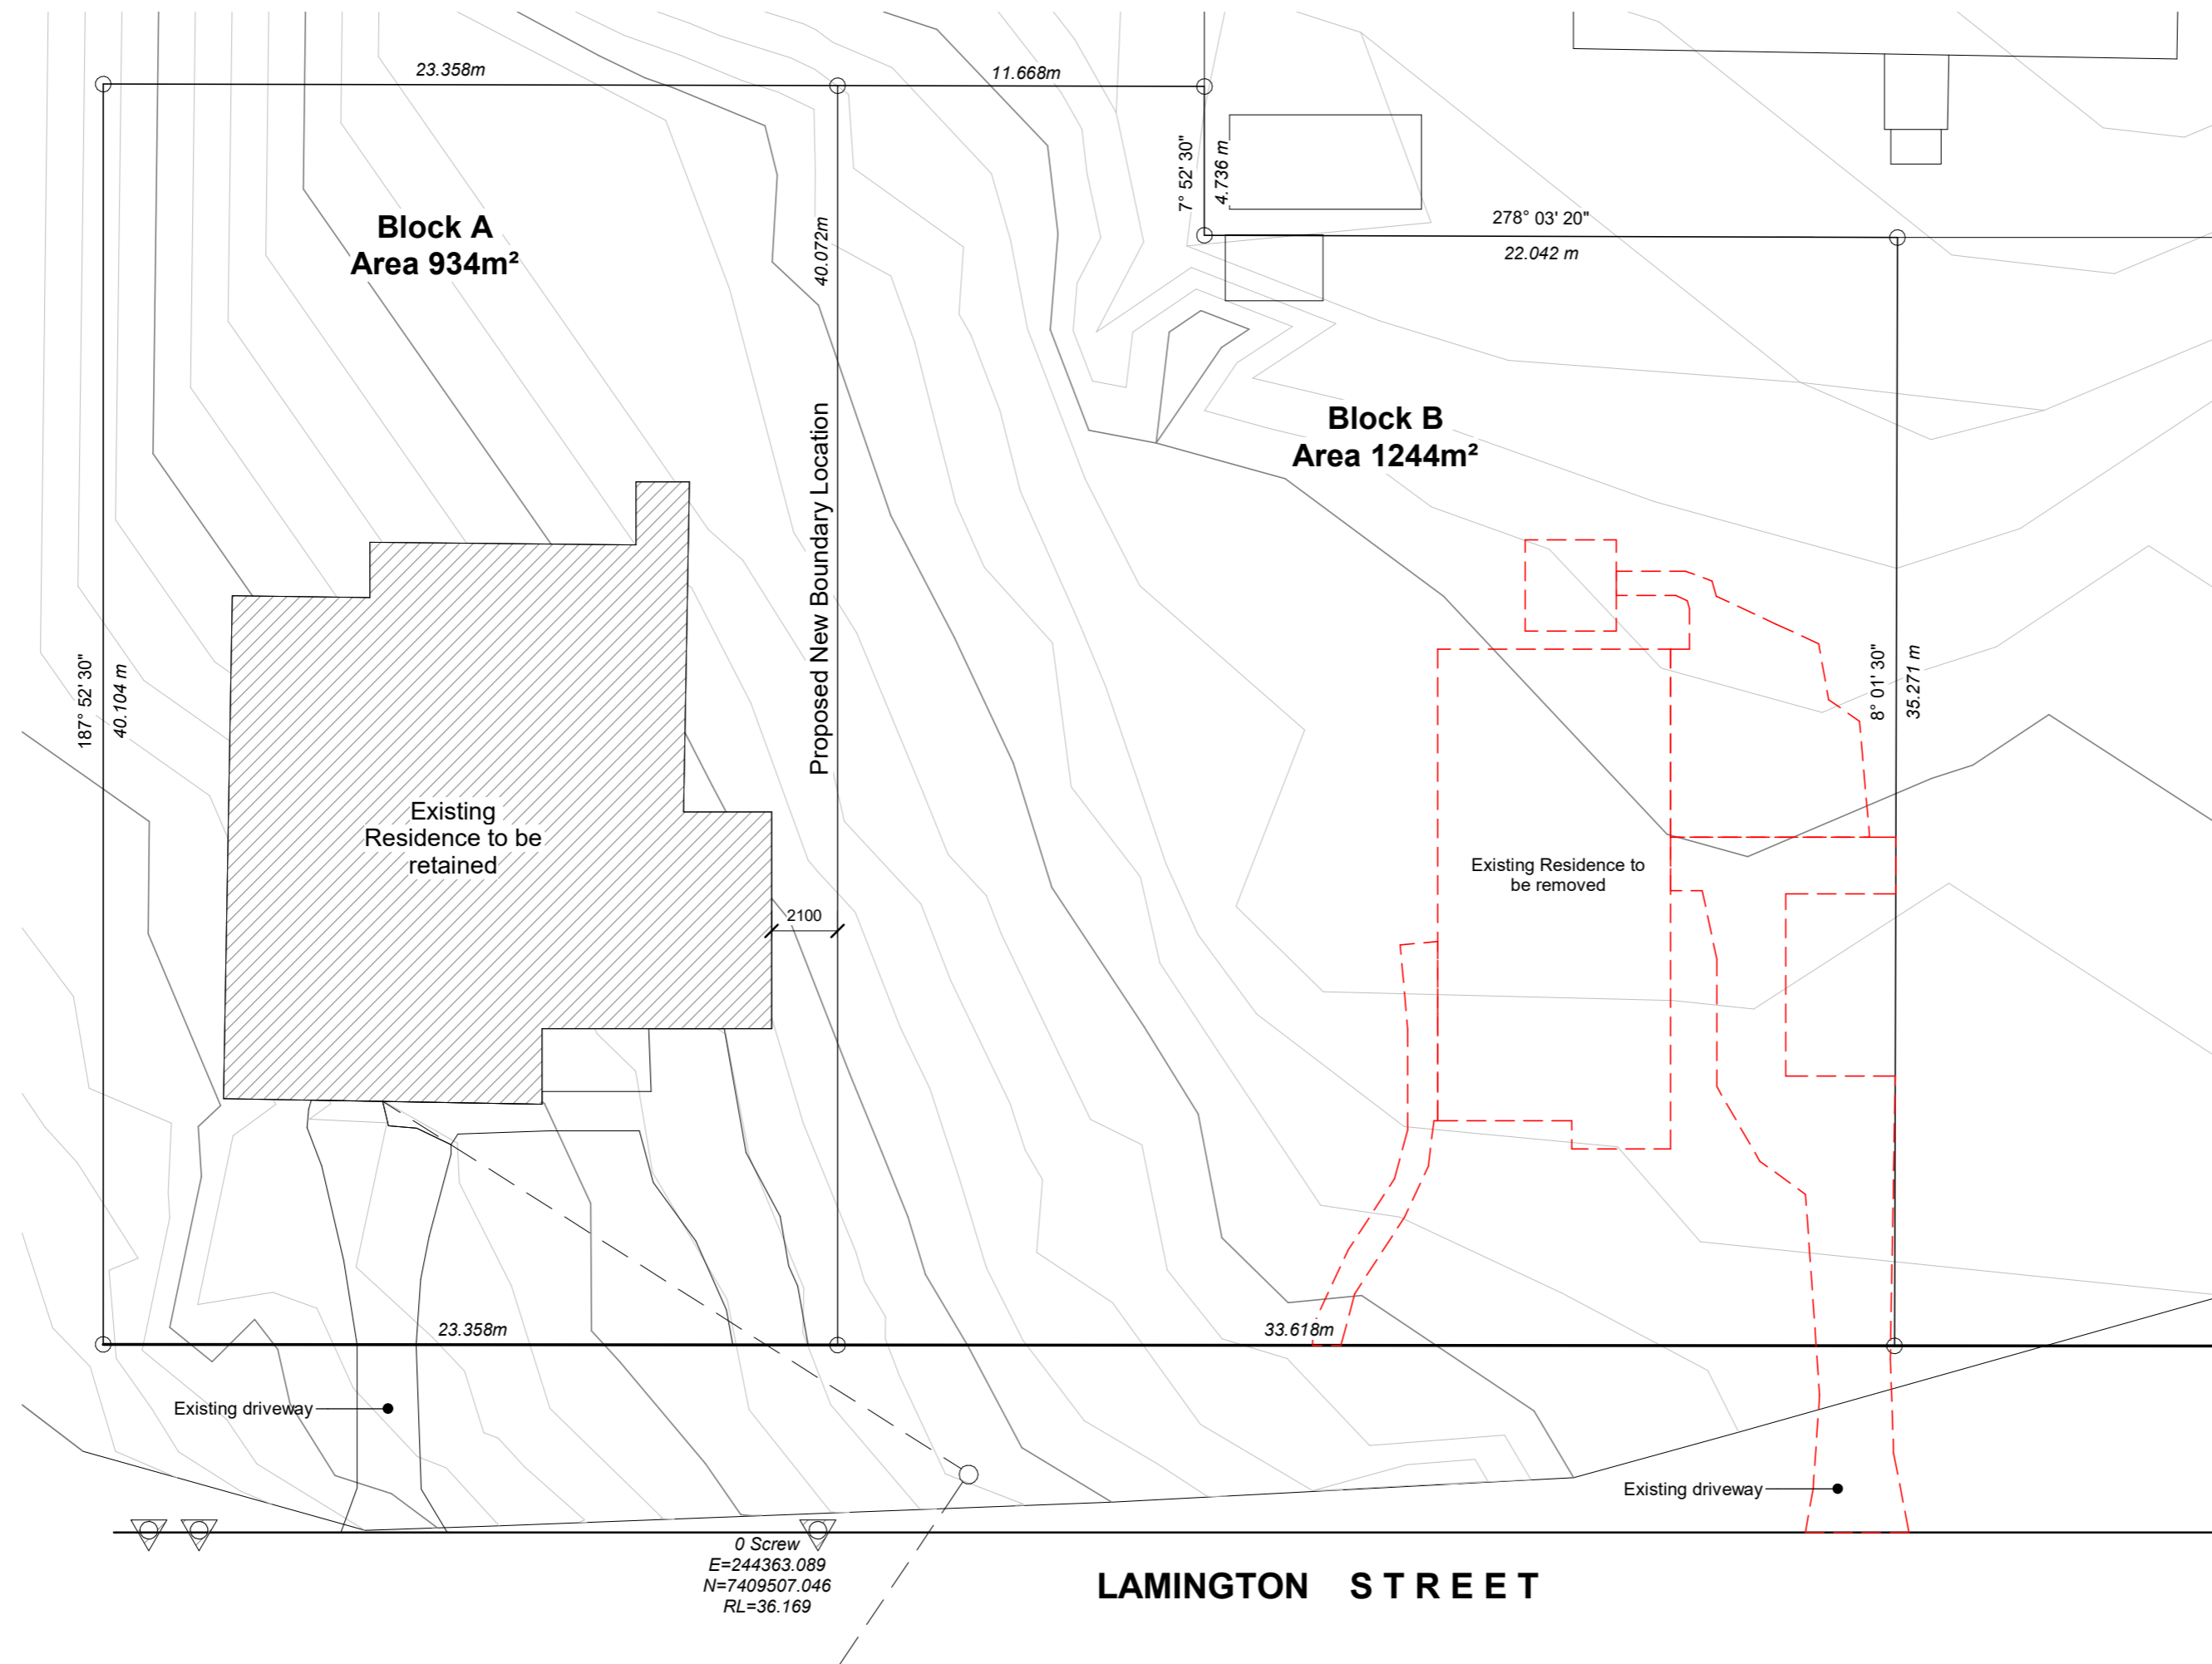 23.358m
11.668m
7° 52' 30"
4.736 m
Block A
Area 934m²
40.072m
278° 03' 20"
22.042 m
Block B
Area 1244m²
Proposed New Boundary Location
187° 52' 30"
40.104 m
8° 01' 30"
35.271 m
Existing
Residence to be
retained
Existing Residence to
be removed
2100
23.358m
33.618m
Existing driveway
Existing driveway
0 Screw
E=244363.089
N=7409507.046
RL=36.169
LAMINGTON STREET